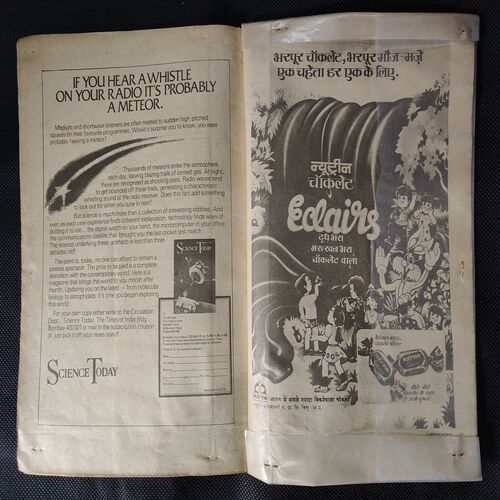 IF YOU HEAR A WHISTLE
ON YOUR RADIO IT'S PROBABLY
A METEOR.
Medium and shortwave listeners are often treated to sudden high pitched
squeals on their favourite programmes. Would it surprise you to know, you were
probably hearing a meteor!
Thousands of meteors strike the atmosphere
each day, leaving blazing trails of ionised gas. At night,
these are recognised as shooting stars. Radio waves tend
to get bounced off these trails, generating a characteristic
whistling sound at the radio receiver. Does this fact add something
to look out for when you tune in next?
But science is much more than a collection of interesting oddities. And
even as each new experiment finds coherent explanation, technology finds ways of
putting it to use... the digital watch on your hand, the microcomputer in your office,
the communications satellite that brought you the last cricket test match.
The science underlying these artefacts is less than three
decades old!
The point is, today, no one can afford to remain a
passive spectator. The price to be paid is a complete
alienation with the contemporary world. Here is a
magazine that brings this world to you month after
month. Updating you on the latest — from molecular
biology to astrophysics. It's time you began exploring
this world.
For your own copy either write to the Circulation
Dept., Science Today, The Times of India Bldg.,
Bombay 400 001 or mail in the subscription coupon
or just pick it off your news-stand!
SCIENCE TODAY
SCIENCE TODAY
भरपूर चॉकलेट, भरपूर मौज-मज़े
एक चहेता हर एक के लिए.
न्यूट्रीन
चॉकलेट
Eclairs
दूध भरा
मक्खन भरा
चॉकलेट वाला
भारत में सबसे ज़्यादा बिकनेवाला